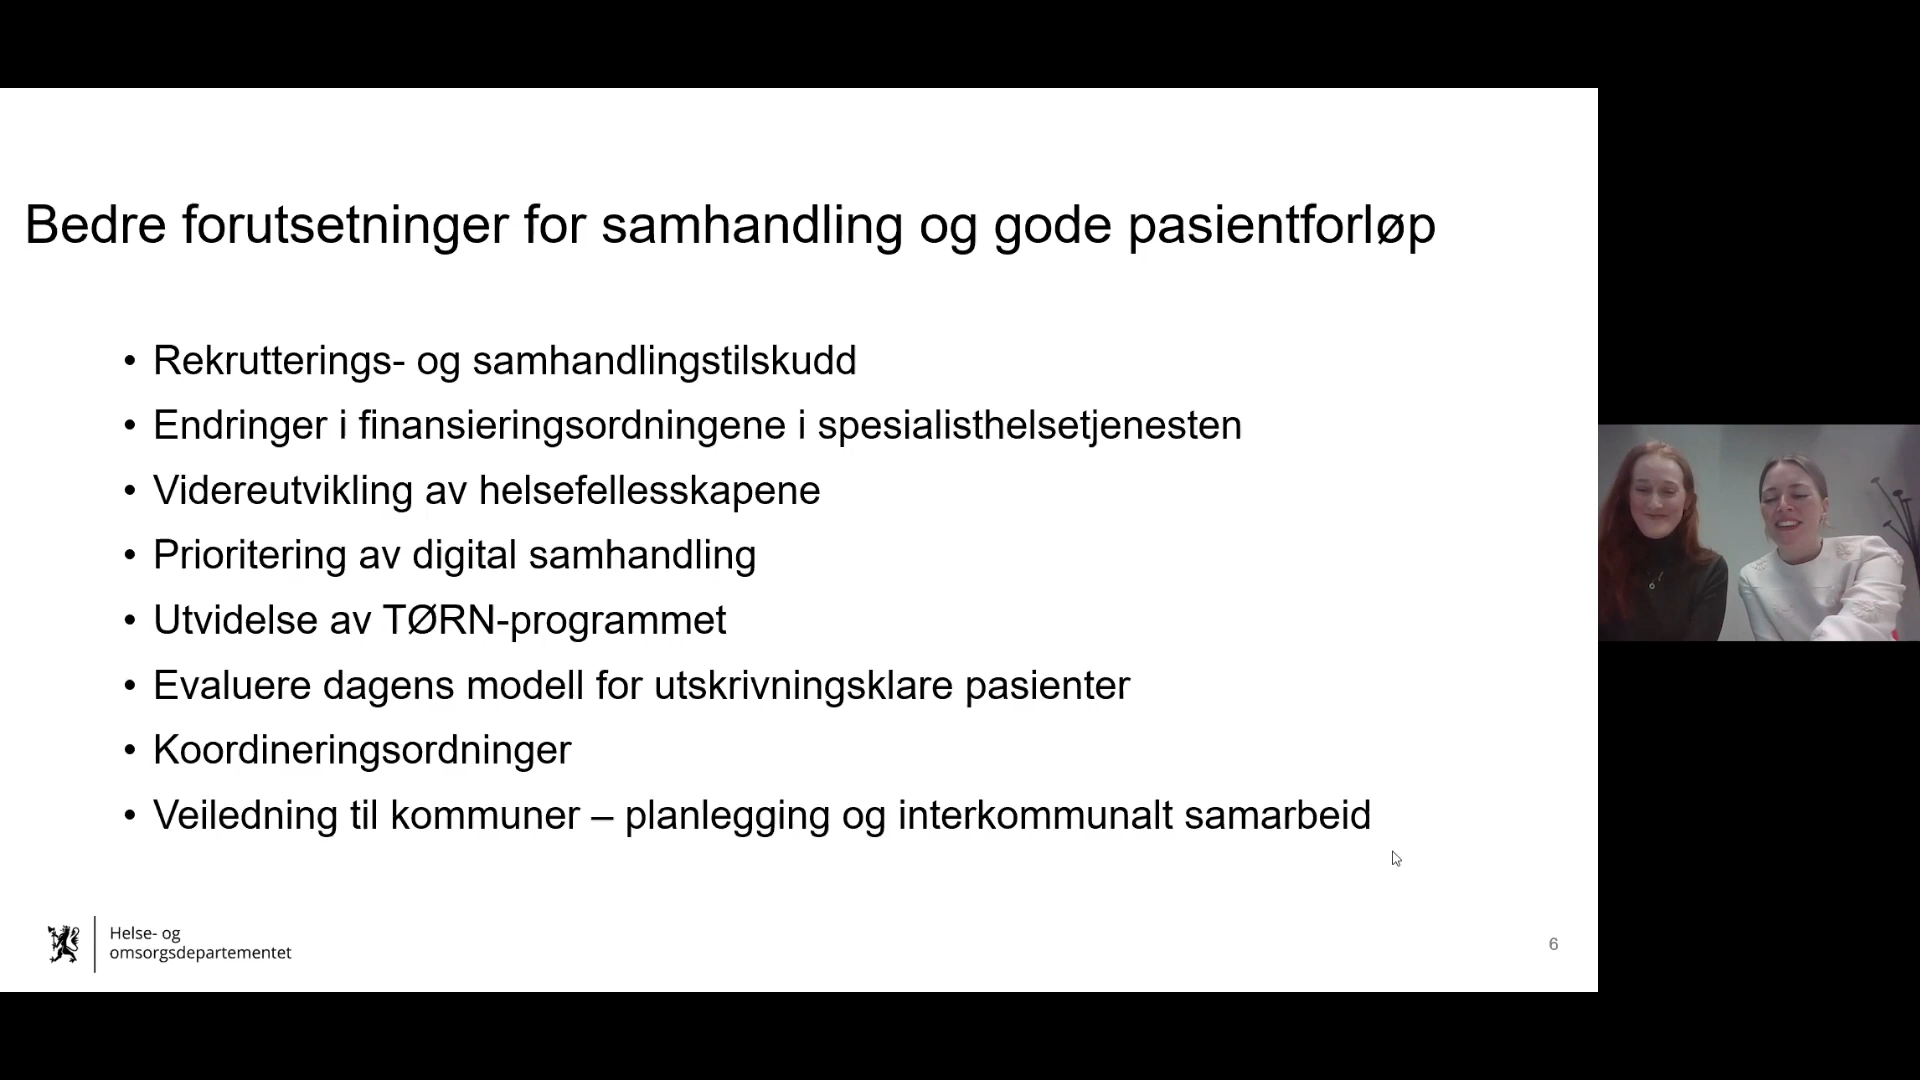 Bedre forutsetninger for samhandling og gode pasientforløp
• Rekrutterings- og samhandlingstilskudd
• Endringer i finansieringsordningene i spesialisthelsetjenesten
• Videreutvikling av helsefellesskapene
• Prioritering av digital samhandling
• Utvidelse av TØRN-programmet
• Evaluere dagens modell for utskrivningsklare pasienter
• Koordineringsordninger
• Veiledning til kommuner – planlegging og interkommunalt samarbeid
Helse- og
omsorgsdepartementet
6